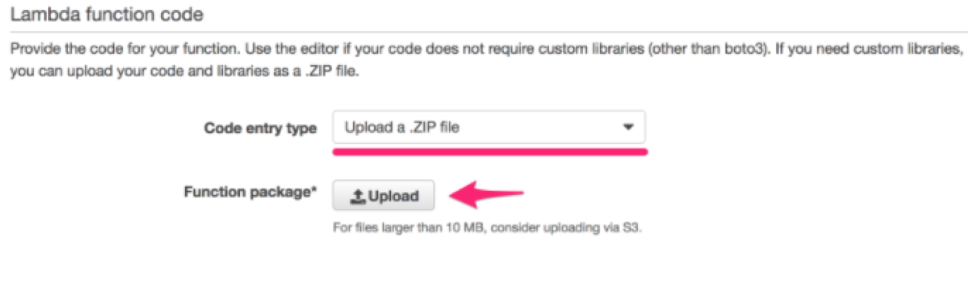 Lambda function code
Provide the code for your function. Use the editor if your code does not require custom libraries (other than boto3). If you need custom libraries,
you can upload your code and libraries as a .ZIP file.
Code entry type Upload a .ZIP file
Function package* Upload
For files larger than 10 MB, consider uploading via S3.